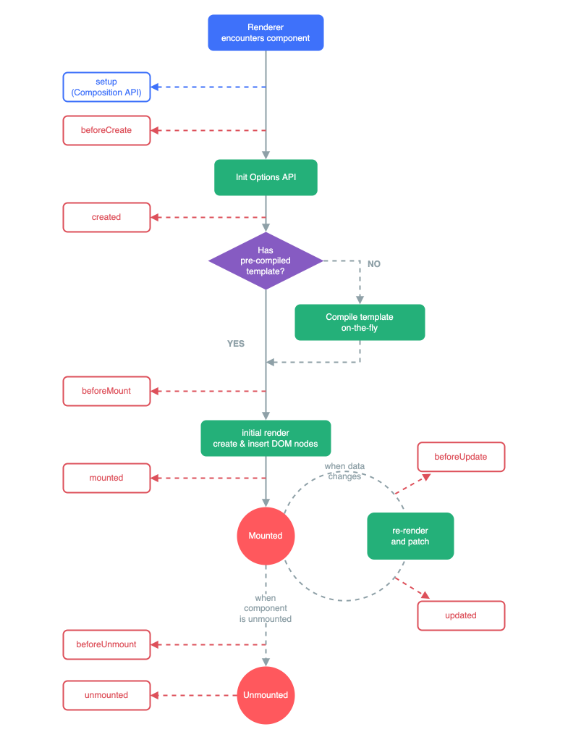 Renderer
encounters component
setup
(Composition API)
beforeCreate
Init Options API
created
Has
pre-compiled
template?
NO
Compile template
on-the-fly
YES
beforeMount
initial render
create & insert DOM nodes
mounted
when data
changes
beforeUpdate
Mounted
re-render
and patch
updated
when
component
is unmounted
beforeUnmount
unmounted
Unmounted